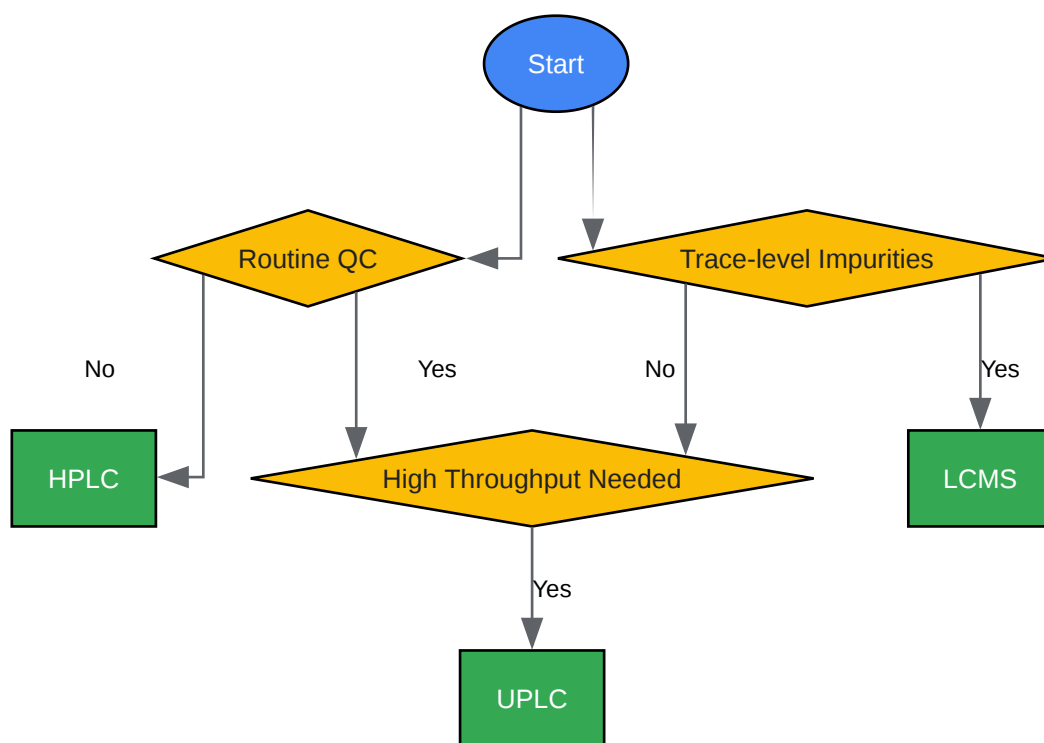 Start
Routine QC
Trace-level Impurities
No
Yes
No
Yes
HPLC
High Throughput Needed
LCMS
Yes
UPLC